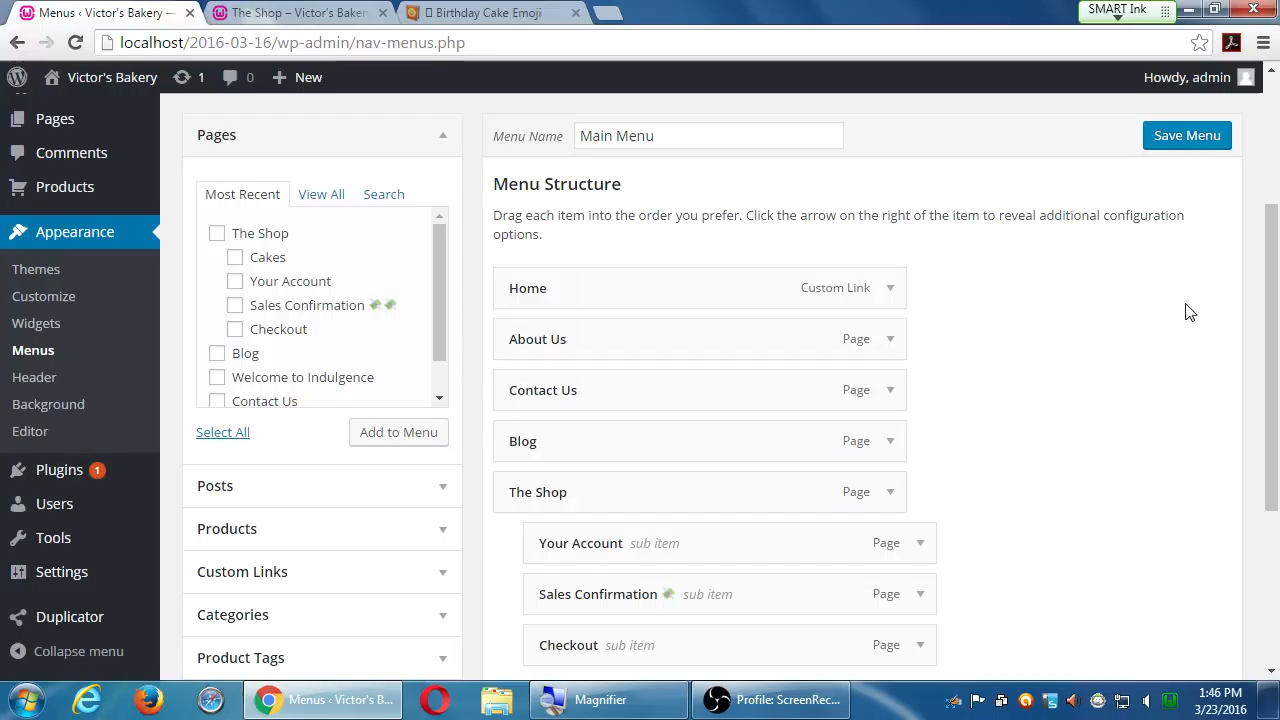 Menus ‹ Victor's Bakery
The Shop – Victor's Baker
Birthday Cake Emoji
SMART Ink
localhost/2016-03-16/wp-admin/nav-menus.php
Victor's Bakery 1 0 New
Howdy, admin
Pages
Comments
Products
Appearance
Themes
Customize
Widgets
Menus
Header
Background
Editor
Plugins 1
Users
Tools
Settings
Duplicator
Collapse menu
Pages
Most Recent View All Search
The Shop
Cakes
Your Account
Sales Confirmation 💸💸
Checkout
Blog
Welcome to Indulgence
Contact Us
Select All Add to Menu
Posts
Products
Custom Links
Categories
Product Tags
Menu Name Main Menu Save Menu
Menu Structure
Drag each item into the order you prefer. Click the arrow on the right of the item to reveal additional configuration
options.
Home Custom Link
About Us Page
Contact Us Page
Blog Page
The Shop Page
Your Account sub item Page
Sales Confirmation 💸 sub item Page
Checkout sub item Page
Menus ‹ Victor's B...
Magnifier
Profile: ScreenRec...
1:46 PM
3/23/2016